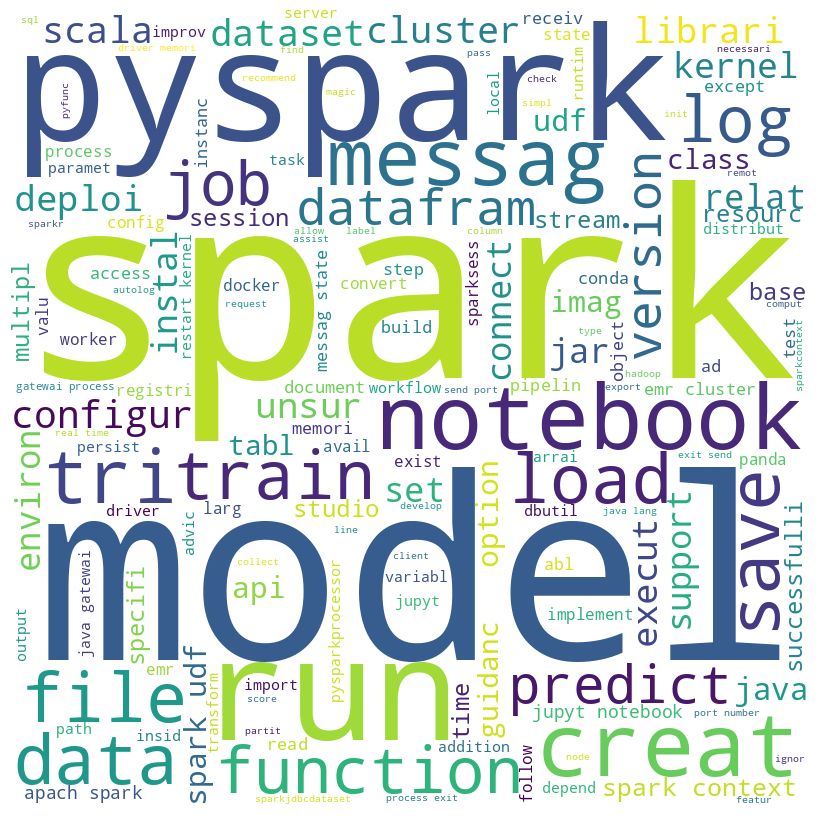 sql
scala
improv
server
dataset
cluster
receiv
state
librari
driver memori
find
pass
necessari
pyspark
kernel
except
recommend
magic
check
simpl
local
runtim
pyfunc
init
log
udf
process
paramet
instanc
task
messag
class
remot
deploi
job
session
datafram
stream
version
relat
resourc
distribut
sparkr
config
allow
assist
label
column
spark
multipl
valu
instal
access
autolog
restart kernel
docker
request
messag state
step
convert
build
connect
sparksess
conda
imag
type
object
base
comput
test
sparkcontext
worker
jar
ad
hadoop
gatewai process
registri
document
workflow
send port
pipelin
export
emr cluster
configur
unsur
notebook
real time
persist
tabl
memori
avail
exist
arrai
exit send
panda
environ
tri
train
set
load
save
driver
larg
studio
develop
option
dbutil
java lang
advic
line
model
execut
support
successfulli
collect
client
api
variabl
abl
jupyt
implement
output
java gatewai
specifi
pysparkprocessor
emr
import
score
run
guidanc
time
predict
java
file
path
insid
spark udf
transform
partit
read
addition
jupyt notebook
port number
data
function
follow
creat
node
ignor
apach spark
sparkjdbcdataset
process exit
depend
spark context
featur